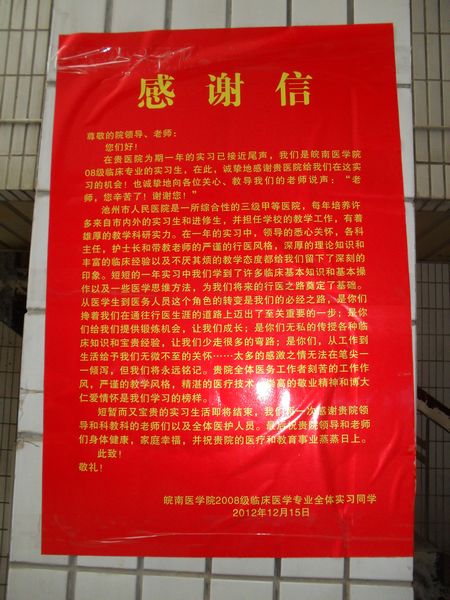 感谢信
尊敬的院领导、老师：
您们好！
在贵医院为期一年的实习已接近尾声，我们是皖南医学院
08级临床专业的实习生，在此，诚挚地感谢贵医院给我们在这实
习的机会！也诚挚地向各位关心、教导我们的老师说声：“老
师，您辛苦了！谢谢您！”
池州市人民医院是一所综合性的三级甲等医院，每年培养许
多来自市内外的实习生和进修生，并担任学校的教学工作，有着
雄厚的教学科研实力。在一年的实习中，领导的悉心关怀，各科
主任，护士长和带教老师的严谨的行医风格，深厚的理论知识和
丰富的临床经验以及不厌其烦的教学态度都给我们留下了深刻的
印象。短短的一年实习中我们学到了许多临床基本知识和基本操
作以及一些医学思维方法，为我们将来的行医之路奠定了基础。
从医学生到医务人员这个角色的转变是我们的必经之路，是你们
搀着我们在通往行医生涯的道路上迈出了至关重要的一步；是你
们给我们提供锻炼机会，让我们成长；是你们无私的传授各种临
床知识和宝贵经验，让我们少走很多的弯路；是你们，从工作到
生活给予我们无微不至的关怀……太多的感激之情无法在笔尖一
一倾泻，但我们将永远铭记。贵院全体医务工作者刻苦的工作作
风，严谨的教学风格，精湛的医疗技术，崇高的敬业精神和博大
仁爱情怀是我们学习的榜样。
短暂而又宝贵的实习生活即将结束，我们再一次感谢贵院领
导和科教科的老师们以及全体医护人员。最后祝贵院领导和老师
们身体健康，家庭幸福，并祝贵院的医疗和教育事业蒸蒸日上。
此致！
敬礼！
皖南医学院2008级临床医学专业全体实习同学
2012年12月15日